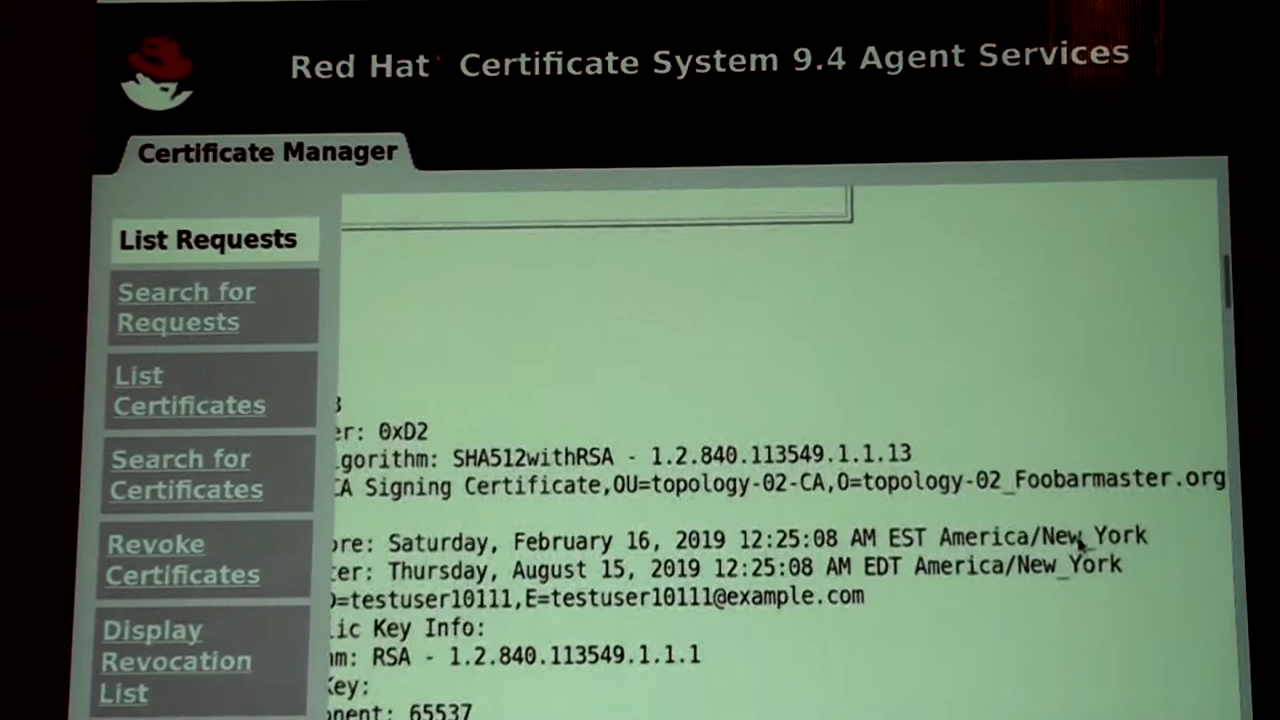 Red Hat Certificate System 9.4 Agent Services
Certificate Manager
List Requests
Search for
Requests
List
Certificates
Search for
Certificates
Revoke
Certificates
Display
Revocation
List
3
er: 0xD2
gorithm: SHA512withRSA - 1.2.840.113549.1.1.13
CA Signing Certificate,OU=topology-02-CA,O=topology-02_Foobarmaster.org
ore: Saturday, February 16, 2019 12:25:08 AM EST America/New_York
ter: Thursday, August 15, 2019 12:25:08 AM EDT America/New_York
D=testuser10111,E=testuser10111@example.com
lic Key Info:
hm: RSA - 1.2.840.113549.1.1.1
Key:
onent: 65537